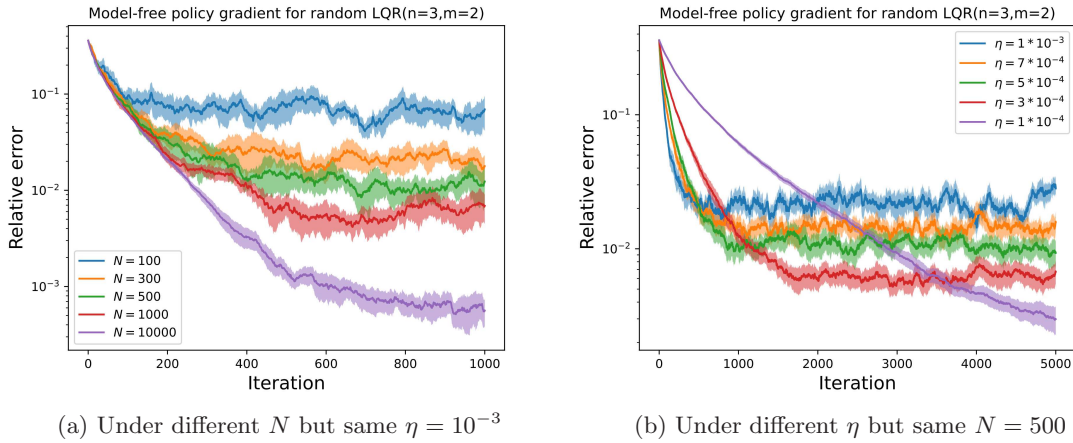 Model-free policy gradient for random LQR(n=3,m=2)
Relative error
10⁻¹
10⁻²
10⁻³
N = 100
N = 300
N = 500
N = 1000
N = 10000
0 200 400 600 800 1000
Iteration
(a) Under different N but same η = 10⁻³
Model-free policy gradient for random LQR(n=3,m=2)
Relative error
10⁻¹
10⁻²
η = 1 * 10⁻³
η = 7 * 10⁻⁴
η = 5 * 10⁻⁴
η = 3 * 10⁻⁴
η = 1 * 10⁻⁴
0 1000 2000 3000 4000 5000
Iteration
(b) Under different η but same N = 500